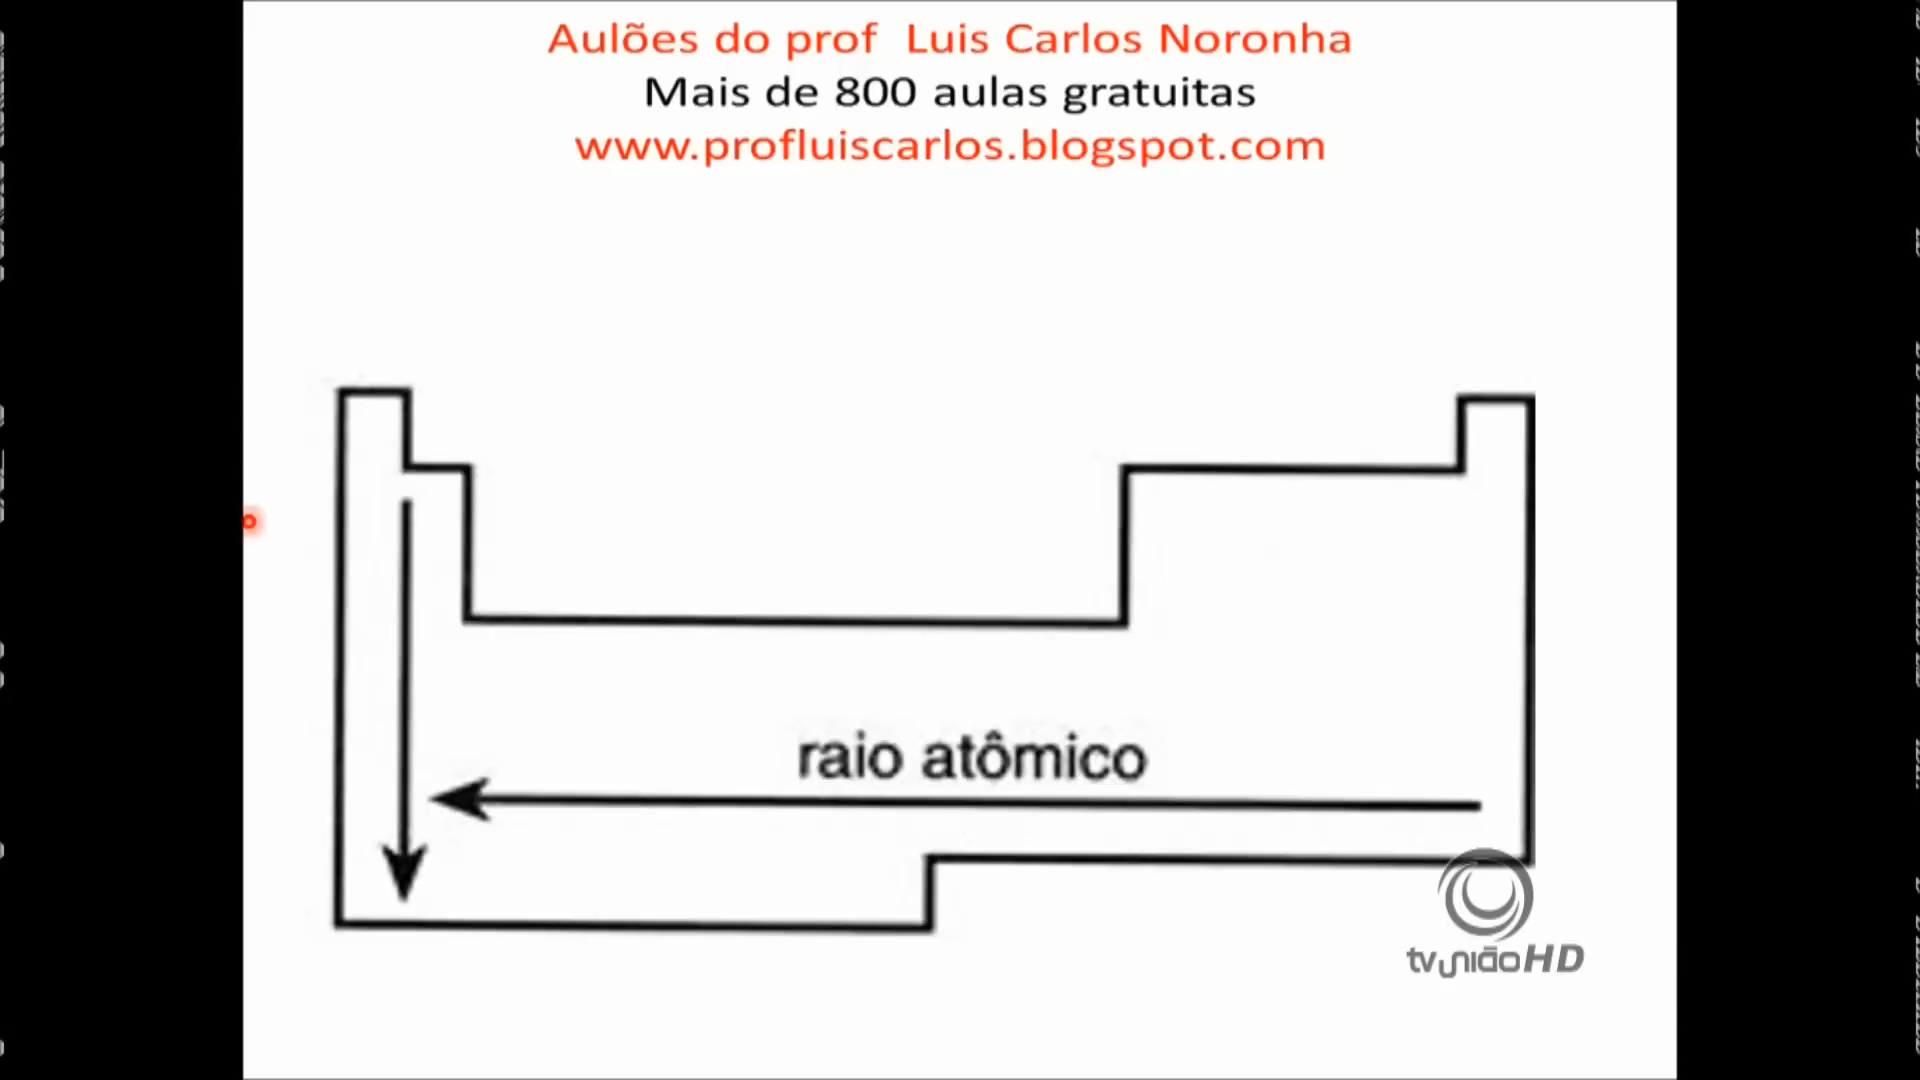 Aulões do prof Luis Carlos Noronha
Mais de 800 aulas gratuitas
www.profluiscarlos.blogspot.com
raio atômico
tvuniãoHD